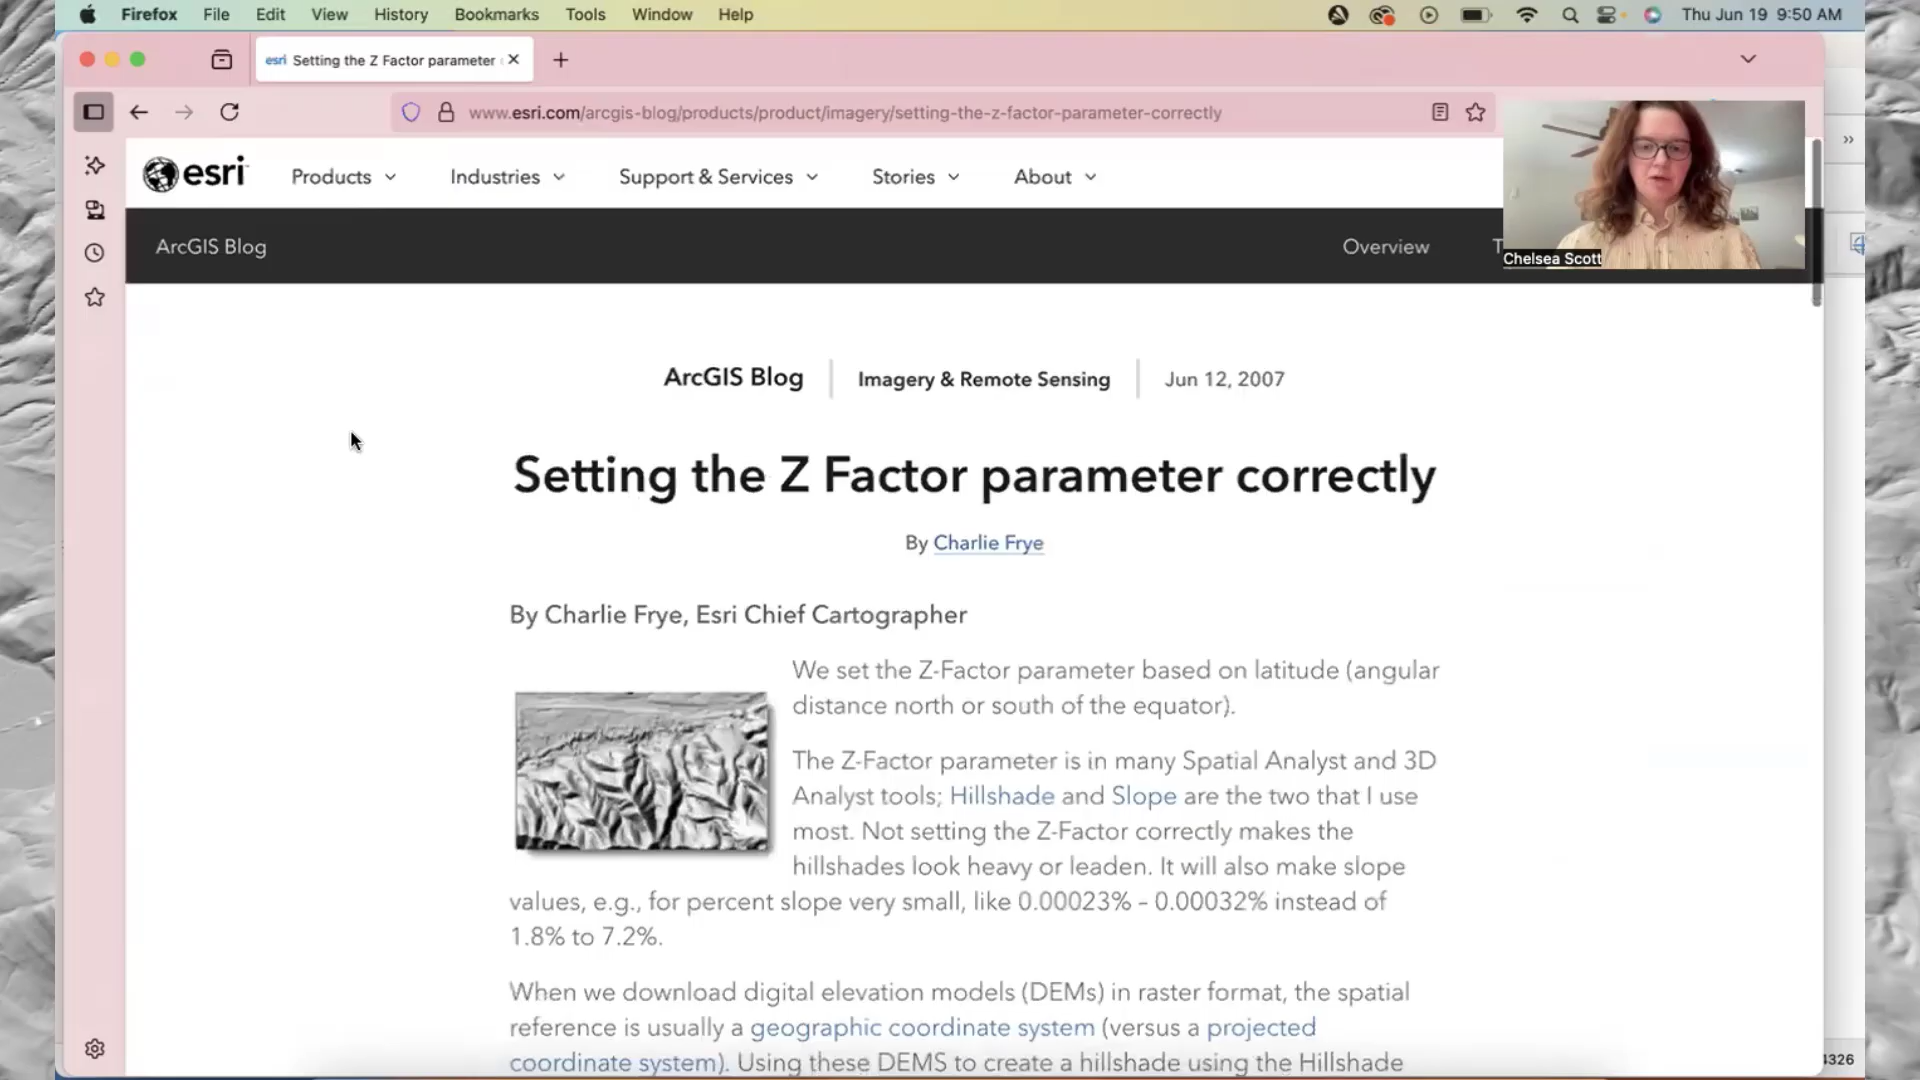 Firefox File Edit View History Bookmarks Tools Window Help Thu Jun 19 9:50 AM
esri Setting the Z Factor parameter
www.esri.com/arcgis-blog/products/product/imagery/setting-the-z-factor-parameter-correctly
esri Products Industries Support & Services Stories About
ArcGIS Blog Overview T
Chelsea Scott
ArcGIS Blog Imagery & Remote Sensing Jun 12, 2007
Setting the Z Factor parameter correctly
By Charlie Frye
By Charlie Frye, Esri Chief Cartographer
We set the Z-Factor parameter based on latitude (angular
distance north or south of the equator).
The Z-Factor parameter is in many Spatial Analyst and 3D
Analyst tools; Hillshade and Slope are the two that I use
most. Not setting the Z-Factor correctly makes the
hillshades look heavy or leaden. It will also make slope
values, e.g., for percent slope very small, like 0.00023% – 0.00032% instead of
1.8% to 7.2%.
When we download digital elevation models (DEMs) in raster format, the spatial
reference is usually a geographic coordinate system (versus a projected
coordinate system). Using these DEMS to create a hillshade using the Hillshade
4326